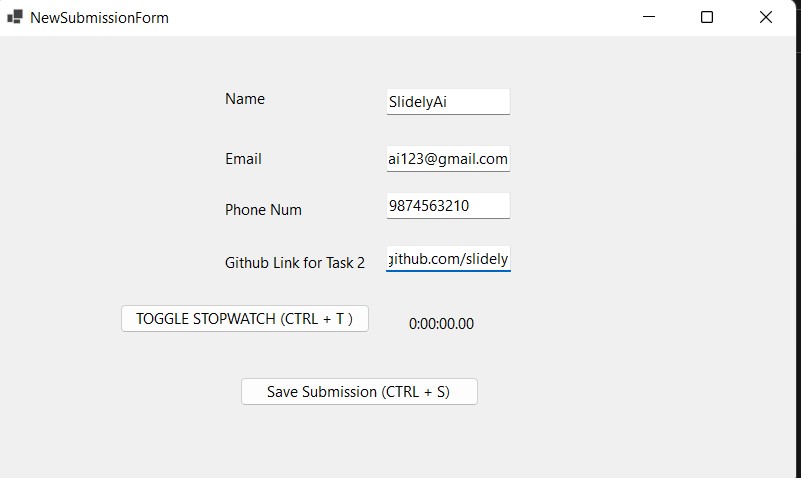 NewSubmissionForm
Name SlidelyAi
Email ai123@gmail.com
Phone Num 9874563210
Github Link for Task 2 github.com/slidely
TOGGLE STOPWATCH (CTRL + T ) 0:00:00.00
Save Submission (CTRL + S)